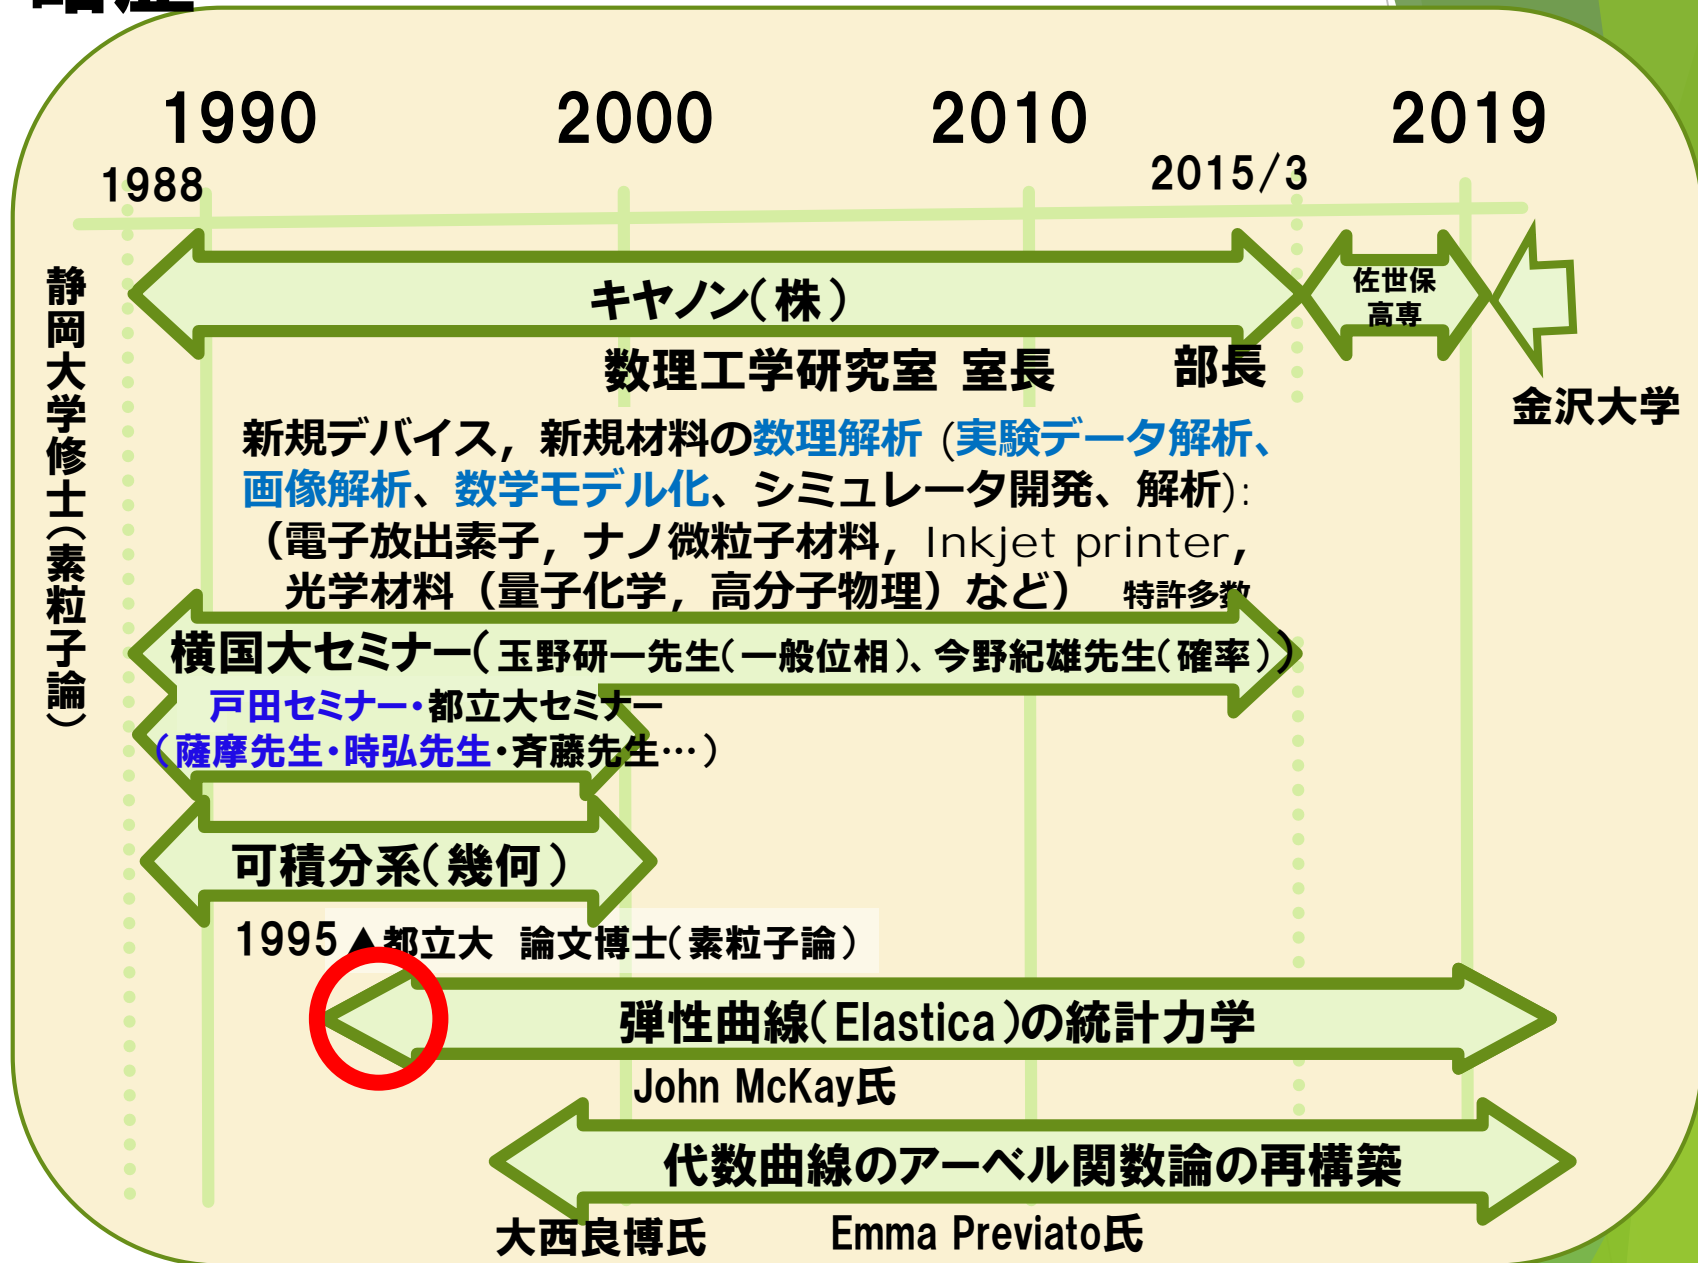 略歴
1990 2000 2010 2019
1988 2015/3
静岡大学修士（素粒子論）
キヤノン（株）
佐世保
高専
数理工学研究室 室長 部長
金沢大学
新規デバイス，新規材料の数理解析 (実験データ解析、
画像解析、数学モデル化、シミュレータ開発、解析):
（電子放出素子，ナノ微粒子材料，Inkjet printer，
光学材料（量子化学，高分子物理）など） 特許多数
横国大セミナー（玉野研一先生（一般位相）、今野紀雄先生（確率））
戸田セミナー・都立大セミナー
（薩摩先生・時弘先生・斉藤先生…）
可積分系（幾何）
1995▲都立大 論文博士（素粒子論）
弾性曲線（Elastica）の統計力学
John McKay氏
代数曲線のアーベル関数論の再構築
大西良博氏 Emma Previato氏